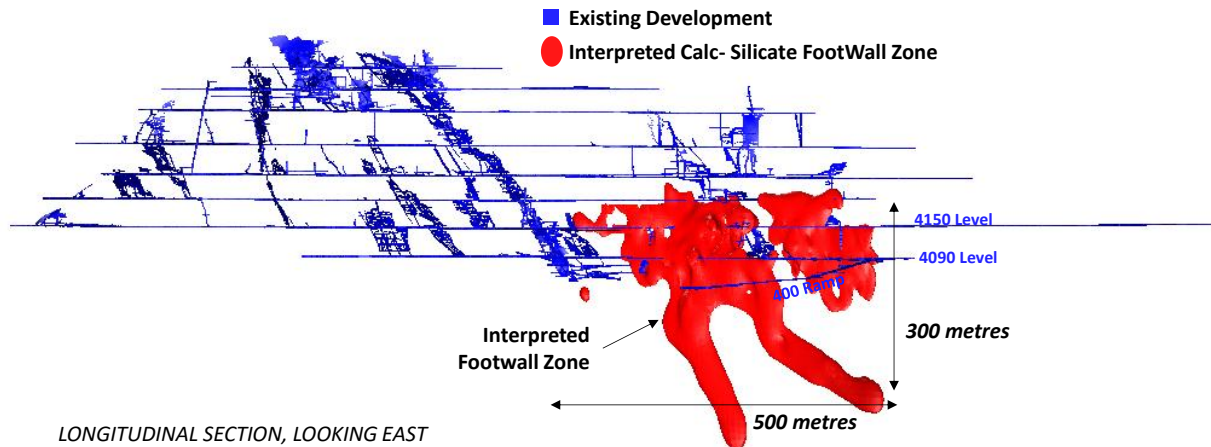 Existing Development
Interpreted Calc- Silicate FootWall Zone
4150 Level
4090 Level
400 Ramp
Interpreted
Footwall Zone
300 metres
500 metres
LONGITUDINAL SECTION, LOOKING EAST